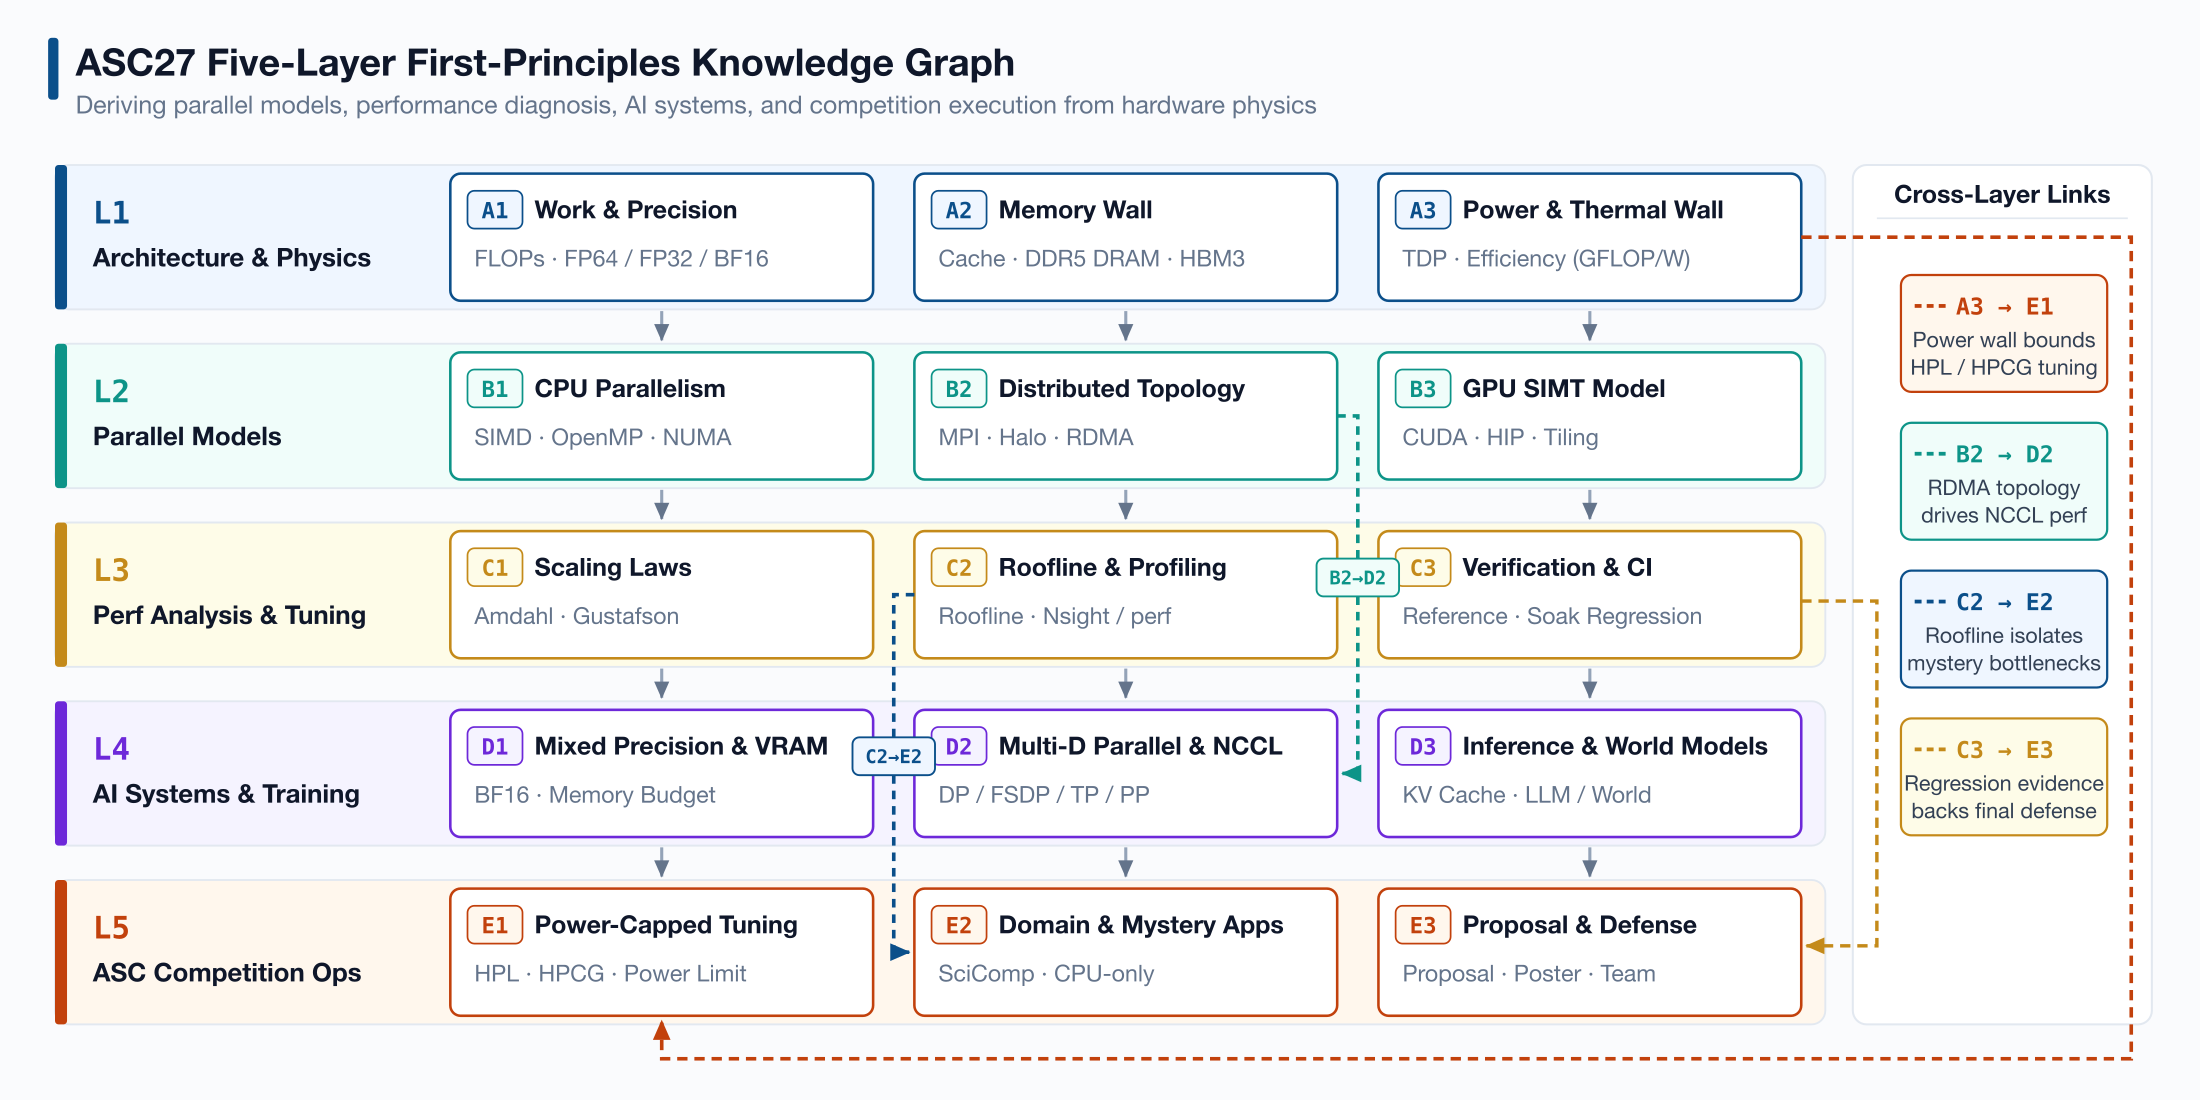 ASC27 Five-Layer First-Principles Knowledge Graph
Deriving parallel models, performance diagnosis, AI systems, and competition execution from hardware physics
L1
Architecture & Physics
A1 Work & Precision
FLOPs · FP64 / FP32 / BF16
A2 Memory Wall
Cache · DDR5 DRAM · HBM3
A3 Power & Thermal Wall
TDP · Efficiency (GFLOP/W)
L2
Parallel Models
B1 CPU Parallelism
SIMD · OpenMP · NUMA
B2 Distributed Topology
MPI · Halo · RDMA
B3 GPU SIMT Model
CUDA · HIP · Tiling
L3
Perf Analysis & Tuning
C1 Scaling Laws
Amdahl · Gustafson
C2 Roofline & Profiling
Roofline · Nsight / perf
B2→D2
C3 Verification & CI
Reference · Soak Regression
L4
AI Systems & Training
D1 Mixed Precision & VRAM
BF16 · Memory Budget
C2→E2
D2 Multi-D Parallel & NCCL
DP / FSDP / TP / PP
D3 Inference & World Models
KV Cache · LLM / World
L5
ASC Competition Ops
E1 Power-Capped Tuning
HPL · HPCG · Power Limit
E2 Domain & Mystery Apps
SciComp · CPU-only
E3 Proposal & Defense
Proposal · Poster · Team
Cross-Layer Links
A3 → E1
Power wall bounds
HPL / HPCG tuning
B2 → D2
RDMA topology
drives NCCL perf
C2 → E2
Roofline isolates
mystery bottlenecks
C3 → E3
Regression evidence
backs final defense